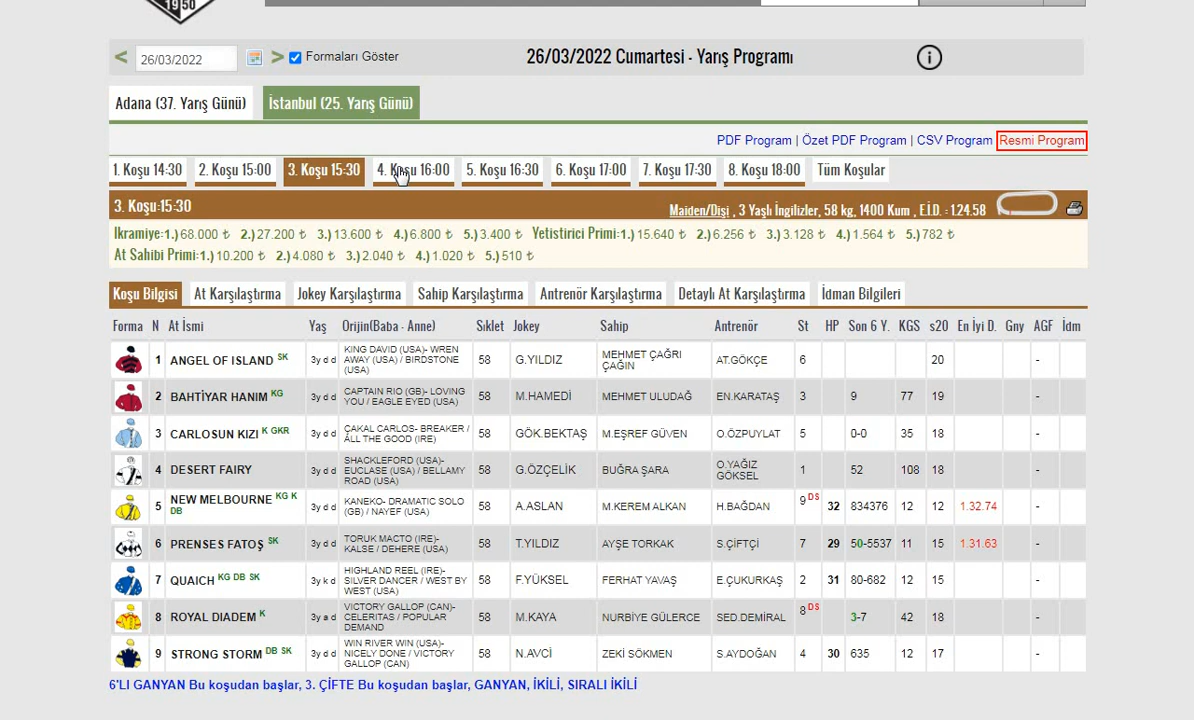 1950
26/03/2022
Formaları Göster
26/03/2022 Cumartesi - Yarış Programı
Adana (37. Yarış Günü)
İstanbul (25. Yarış Günü)
PDF Program | Özet PDF Program | CSV Program
Resmi Program
1. Koşu 14:30
2. Koşu 15:00
3. Koşu 15:30
4. Koşu 16:00
5. Koşu 16:30
6. Koşu 17:00
7. Koşu 17:30
8. Koşu 18:00
Tüm Koşular
3. Koşu:15:30
Maiden/Dişi , 3 Yaşlı İngilizler, 58 kg, 1400 Kum , E.İ.D. : 1.24.58
Ikramiye:1.) 68.000 ₺ 2.) 27.200 ₺ 3.) 13.600 ₺ 4.) 6.800 ₺ 5.) 3.400 ₺ Yetistirici Primi:1.) 15.640 ₺ 2.) 6.256 ₺ 3.) 3.128 ₺ 4.) 1.564 ₺ 5.) 782 ₺
At Sahibi Primi:1.) 10.200 ₺ 2.) 4.080 ₺ 3.) 2.040 ₺ 4.) 1.020 ₺ 5.) 510 ₺
Koşu Bilgisi
At Karşılaştırma
Jokey Karşılaştırma
Sahip Karşılaştırma
Antrenör Karşılaştırma
Detaylı At Karşılaştırma
İdman Bilgileri
Forma N At İsmi Yaş Orijin(Baba - Anne) Sıklet Jokey Sahip Antrenör St HP Son 6 Y. KGS s20 En İyi D. Gny AGF İdm
1 ANGEL OF ISLAND SK 3y d d
KING DAVID (USA)- WREN
AWAY (USA) / BIRDSTONE
(USA)
58 G.YILDIZ
MEHMET ÇAĞRI
ÇAĞIN
AT.GÖKÇE 6 20 -
2 BAHTİYAR HANIM KG 3y d d
CAPTAIN RIO (GB)- LOVING
YOU / EAGLE EYED (USA)
58 M.HAMEDİ MEHMET ULUDAĞ EN.KARATAŞ 3 9 77 19 -
3 CARLOSUN KIZI K GKR 3y d d
ÇAKAL CARLOS- BREAKER /
ALL THE GOOD (IRE)
58 GÖK.BEKTAŞ M.EŞREF GÜVEN O.ÖZPUYLAT 5 0-0 35 18 -
4 DESERT FAIRY 3y d d
SHACKLEFORD (USA)-
EUCLASE (USA) / BELLAMY
ROAD (USA)
58 G.ÖZÇELİK BUĞRA ŞARA
O.YAĞIZ
GÖKSEL
1 52 108 18 -
5 NEW MELBOURNE KG K
DB
3y d d
KANEKO- DRAMATIC SOLO
(GB) / NAYEF (USA)
58 A.ASLAN M.KEREM ALKAN H.BAĞDAN 9 DS 32 834376 12 12 1.32.74 -
6 PRENSES FATOŞ SK 3y d d
TORUK MACTO (IRE)-
KALSE / DEHERE (USA)
58 T.YILDIZ AYŞE TORKAK S.ÇİFTÇİ 7 29 50-5537 11 15 1.31.63 -
7 QUAICH KG DB SK 3y k d
HIGHLAND REEL (IRE)-
SILVER DANCER / WEST BY
WEST (USA)
58 F.YÜKSEL FERHAT YAVAŞ E.ÇUKURKAŞ 2 31 80-682 12 15 -
8 ROYAL DIADEM K 3y a d
VICTORY GALLOP (CAN)-
CELERITAS / POPULAR
DEMAND
58 M.KAYA NURBİYE GÜLERCE SED.DEMİRAL 8 DS 3-7 42 18 -
9 STRONG STORM DB SK 3y d d
WIN RIVER WIN (USA)-
NICELY DONE / VICTORY
GALLOP (CAN)
58 N.AVCİ ZEKİ SÖKMEN S.AYDOĞAN 4 30 635 12 17 -
6'LI GANYAN Bu koşudan başlar, 3. ÇİFTE Bu koşudan başlar, GANYAN, İKİLİ, SIRALI İKİLİ